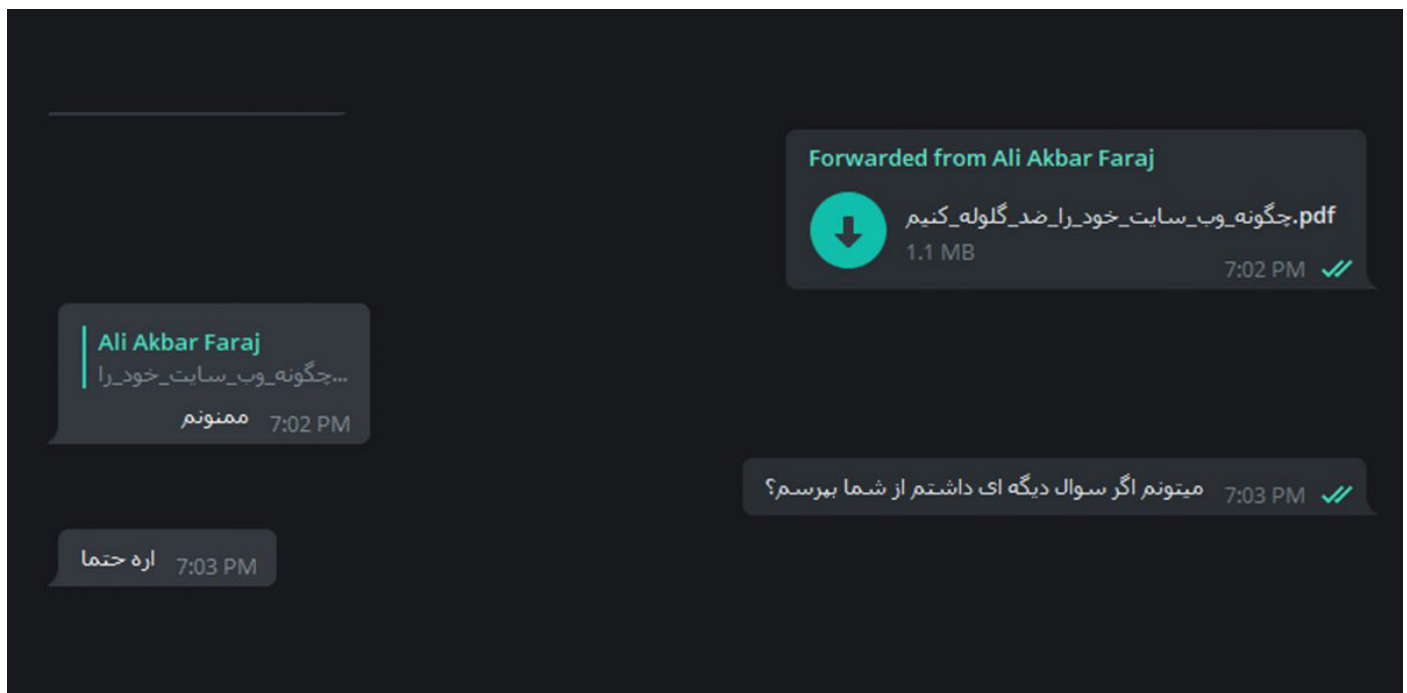 Forwarded from Ali Akbar Faraj
چگونه_وب_سایت_خود_را_ضد_گلوله_کنیم.pdf
1.1 MB
7:02 PM
Ali Akbar Faraj
چگونه_وب_سایت_خود_را...
ممنونم 7:02 PM
میتونم اگر سوال دیگه ای داشتم از شما بپرسم؟ 7:03 PM
اره حتما 7:03 PM